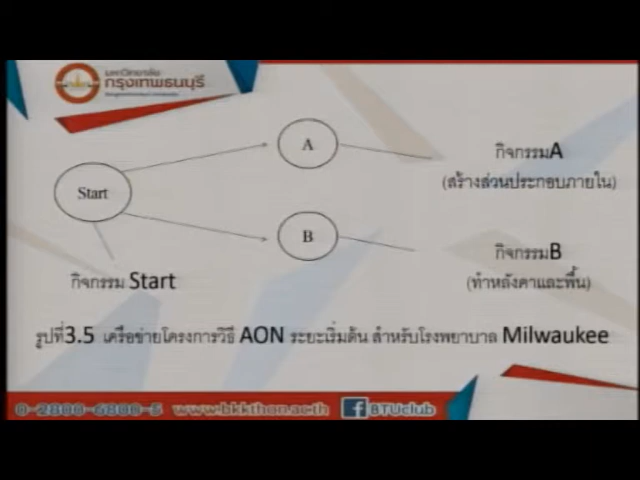 มหาวิทยาลัย
กรุงเทพธนบุรี
A
กิจกรรมA
(สร้างส่วนประกอบภายใน)
Start
B
กิจกรรมB
(ทำหลังคาและพื้น)
กิจกรรม Start
รูปที่3.5 เครือข่ายโครงการวิธี AON ระยะเริ่มต้น สำหรับโรงพยาบาล Milwaukee
0-2800-6800-5 www.bkkthon.ac.th BTUclub